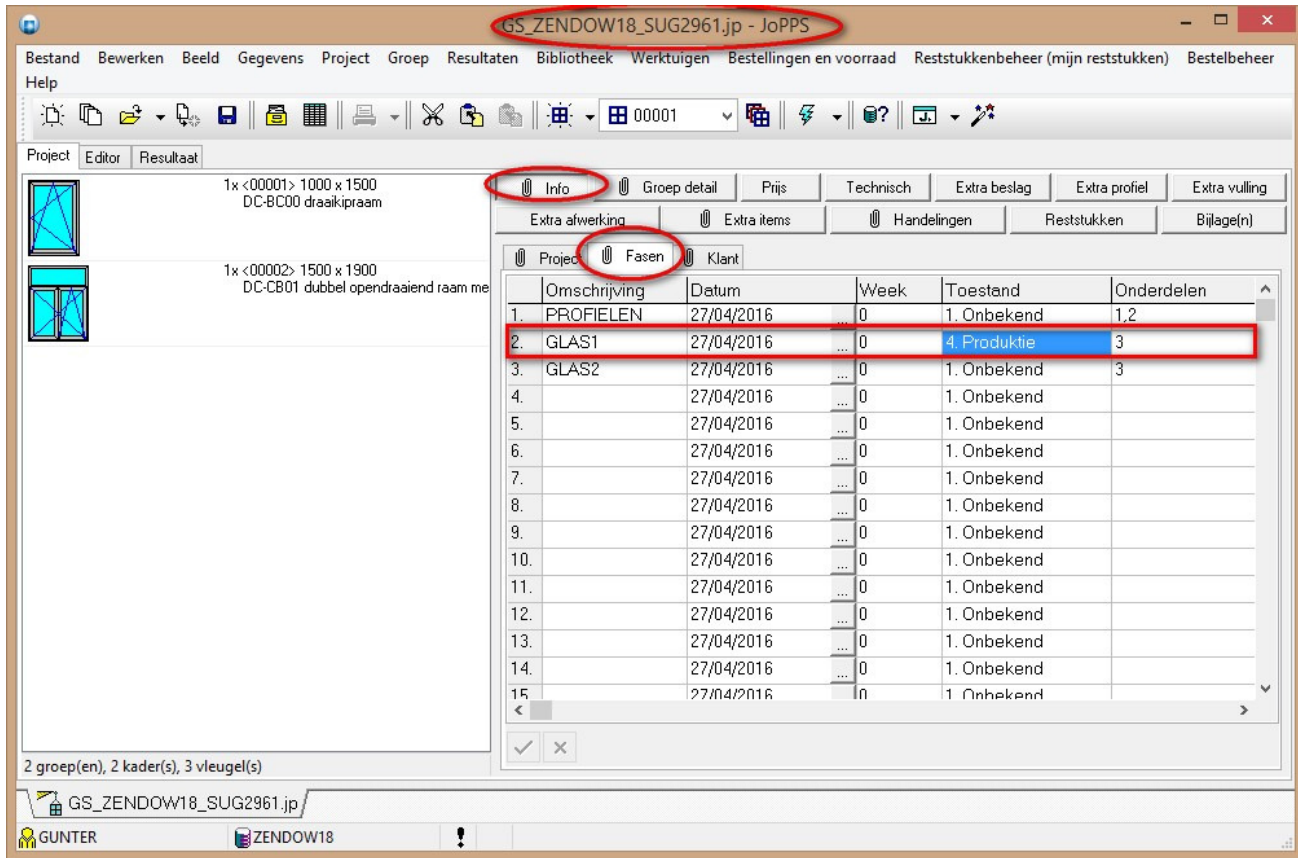 GS_ZENDOW18_SUG2961.jp - JoPPS
Bestand Bewerken Beeld Gegevens Project Groep Resultaten Bibliotheek Werktuigen Bestellingen en voorraad Reststukkenbeheer (mijn reststukken) Bestelbeheer
Help
00001
Project Editor Resultaat
1x <00001> 1000 x 1500
DC-BC00 draaikipraam
1x <00002> 1500 x 1900
DC-CB01 dubbel opendraaiend raam me
Info Groep detail Prijs Technisch Extra beslag Extra profiel Extra vulling
Extra afwerking Extra items Handelingen Reststukken Bijlage(n)
Project Fasen Klant
Omschrijving Datum Week Toestand Onderdelen
1. PROFIELEN 27/04/2016 ... 0 1. Onbekend 1,2
2. GLAS1 27/04/2016 ... 0 4. Produktie 3
3. GLAS2 27/04/2016 ... 0 1. Onbekend 3
4. 27/04/2016 ... 0 1. Onbekend
5. 27/04/2016 ... 0 1. Onbekend
6. 27/04/2016 ... 0 1. Onbekend
7. 27/04/2016 ... 0 1. Onbekend
8. 27/04/2016 ... 0 1. Onbekend
9. 27/04/2016 ... 0 1. Onbekend
10. 27/04/2016 ... 0 1. Onbekend
11. 27/04/2016 ... 0 1. Onbekend
12. 27/04/2016 ... 0 1. Onbekend
13. 27/04/2016 ... 0 1. Onbekend
14. 27/04/2016 ... 0 1. Onbekend
15. 27/04/2016 0 1. Onbekend
2 groep(en), 2 kader(s), 3 vleugel(s)
GS_ZENDOW18_SUG2961.jp
GUNTER ZENDOW18